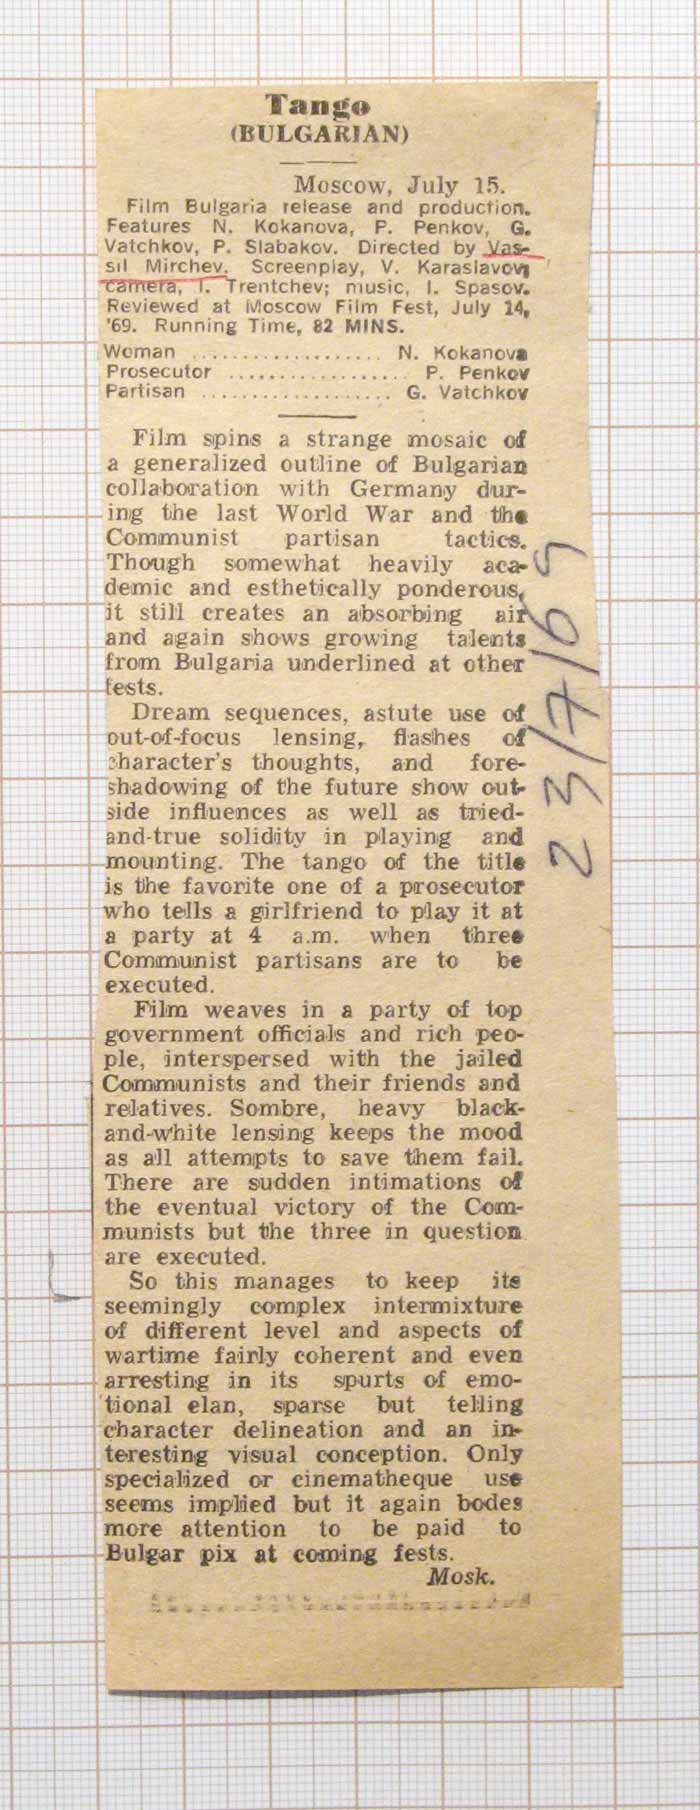 Tango
(BULGARIAN)
Moscow, July 15.
Film Bulgaria release and production.
Features N. Kokanova, P. Penkov, G.
Vatchkov, P. Slabakov. Directed by Vas-
sil Mirchev. Screenplay, V. Karaslavov;
camera, I. Trentchev; music, I. Spasov.
Reviewed at Moscow Film Fest, July 14,
'69. Running Time, 82 MINS.
Woman .................. N. Kokanova
Prosecutor ................ P. Penkov
Partisan ................... G. Vatchkov
Film spins a strange mosaic of
a generalized outline of Bulgarian
collaboration with Germany dur-
ing the last World War and the
Communist partisan tactics.
Though somewhat heavily aca-
demic and esthetically ponderous,
it still creates an absorbing air
and again shows growing talents
from Bulgaria underlined at other
fests.
Dream sequences, astute use of
out-of-focus lensing, flashes of
character's thoughts, and fore-
shadowing of the future show out-
side influences as well as tried-
and-true solidity in playing and
mounting. The tango of the title
is the favorite one of a prosecutor
who tells a girlfriend to play it at
a party at 4 a.m. when three
Communist partisans are to be
executed.
Film weaves in a party of top
government officials and rich peo-
ple, interspersed with the jailed
Communists and their friends and
relatives. Sombre, heavy black-
and-white lensing keeps the mood
as all attempts to save them fail.
There are sudden intimations of
the eventual victory of the Com-
munists but the three in question
are executed.
So this manages to keep its
seemingly complex intermixture
of different level and aspects of
wartime fairly coherent and even
arresting in its spurts of emo-
tional elan, sparse but telling
character delineation and an in-
teresting visual conception. Only
specialized or cinematheque use
seems implied but it again bodes
more attention to be paid to
Bulgar pix at coming fests.
Mosk.
23/7/69